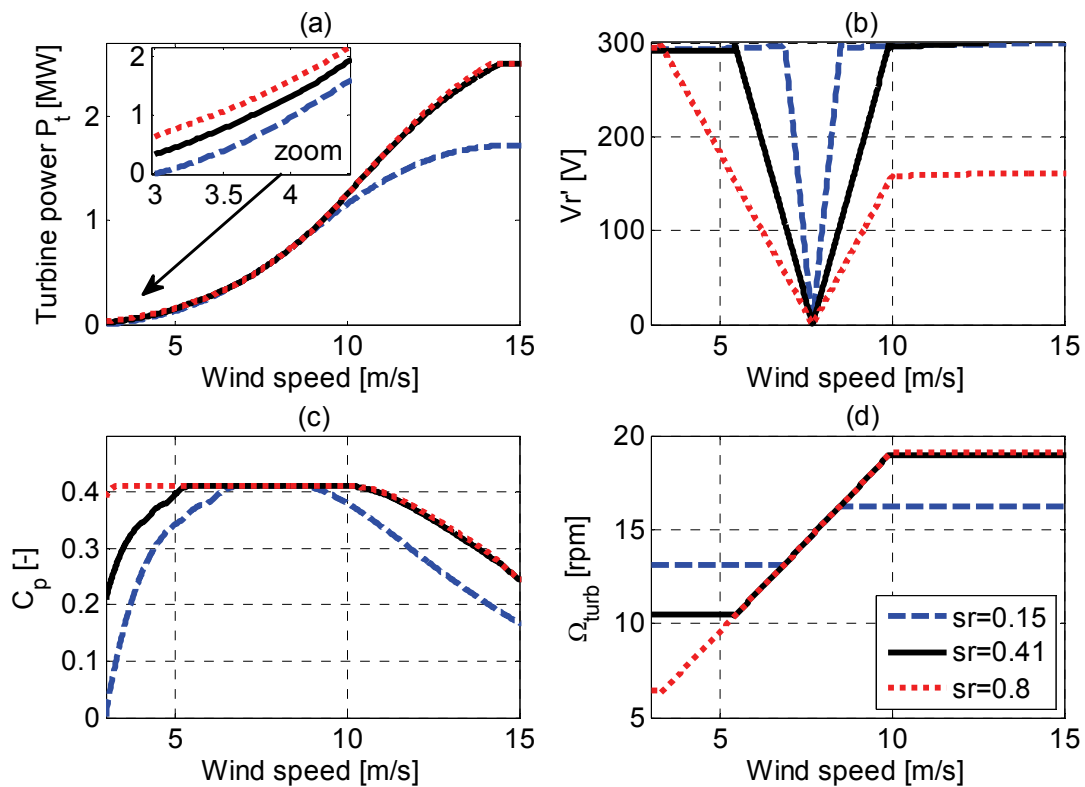 (a)
Turbine power P_t [MW]
2
1
0
2
1
0
zoom
3
3.5
4
5
10
15
Wind speed [m/s]
(b)
Vr' [V]
300
200
100
0
5
10
15
Wind speed [m/s]
(c)
C_p [-]
0.4
0.3
0.2
0.1
0
5
10
15
Wind speed [m/s]
(d)
Ω_turb [rpm]
20
15
10
5
5
10
15
sr=0.15
sr=0.41
sr=0.8
Wind speed [m/s]